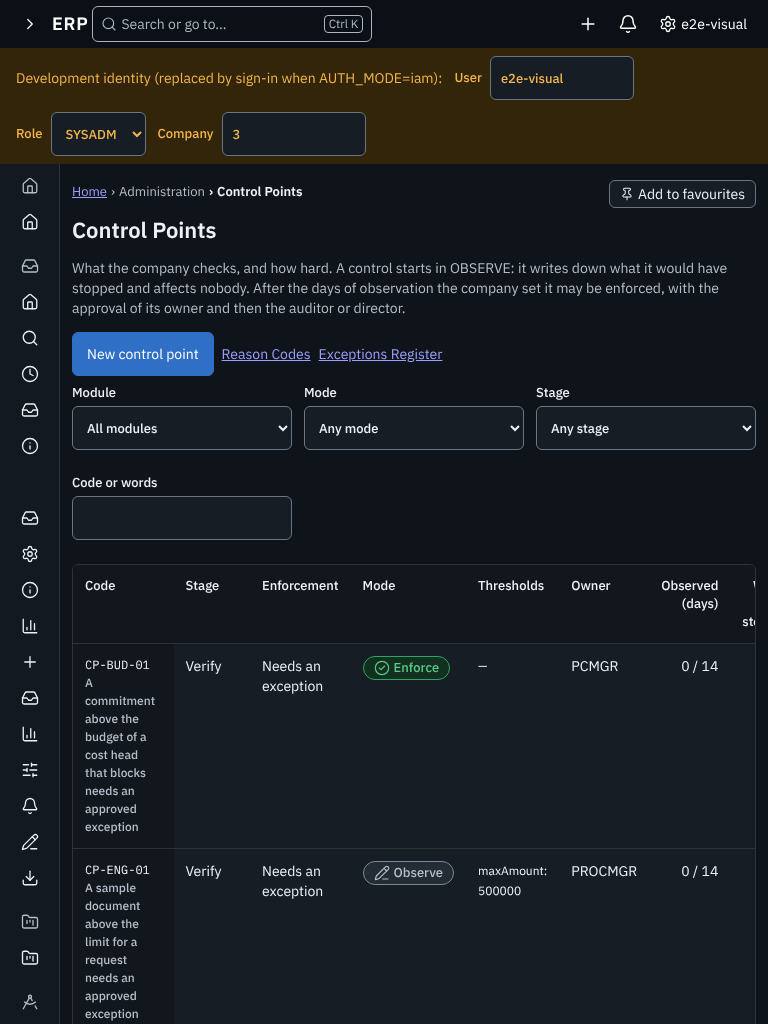 ERP
Search or go to...
Ctrl K
e2e-visual
Development identity (replaced by sign-in when AUTH_MODE=iam):
User
e2e-visual
Role
SYSADM
Company
3
Home › Administration › Control Points
Add to favourites
Control Points
What the company checks, and how hard. A control starts in OBSERVE: it writes down what it would have
stopped and affects nobody. After the days of observation the company set it may be enforced, with the
approval of its owner and then the auditor or director.
New control point
Reason Codes
Exceptions Register
Module
Mode
Stage
All modules
Any mode
Any stage
Code or words
Code
Stage
Enforcement
Mode
Thresholds
Owner
Observed
(days)
CP-BUD-01
A
commitment
above the
budget of a
cost head
that blocks
needs an
approved
exception
Verify
Needs an
exception
Enforce
—
PCMGR
0 / 14
CP-ENG-01
A sample
document
above the
limit for a
request
needs an
approved
exception
Verify
Needs an
exception
Observe
maxAmount:
500000
PROCMGR
0 / 14